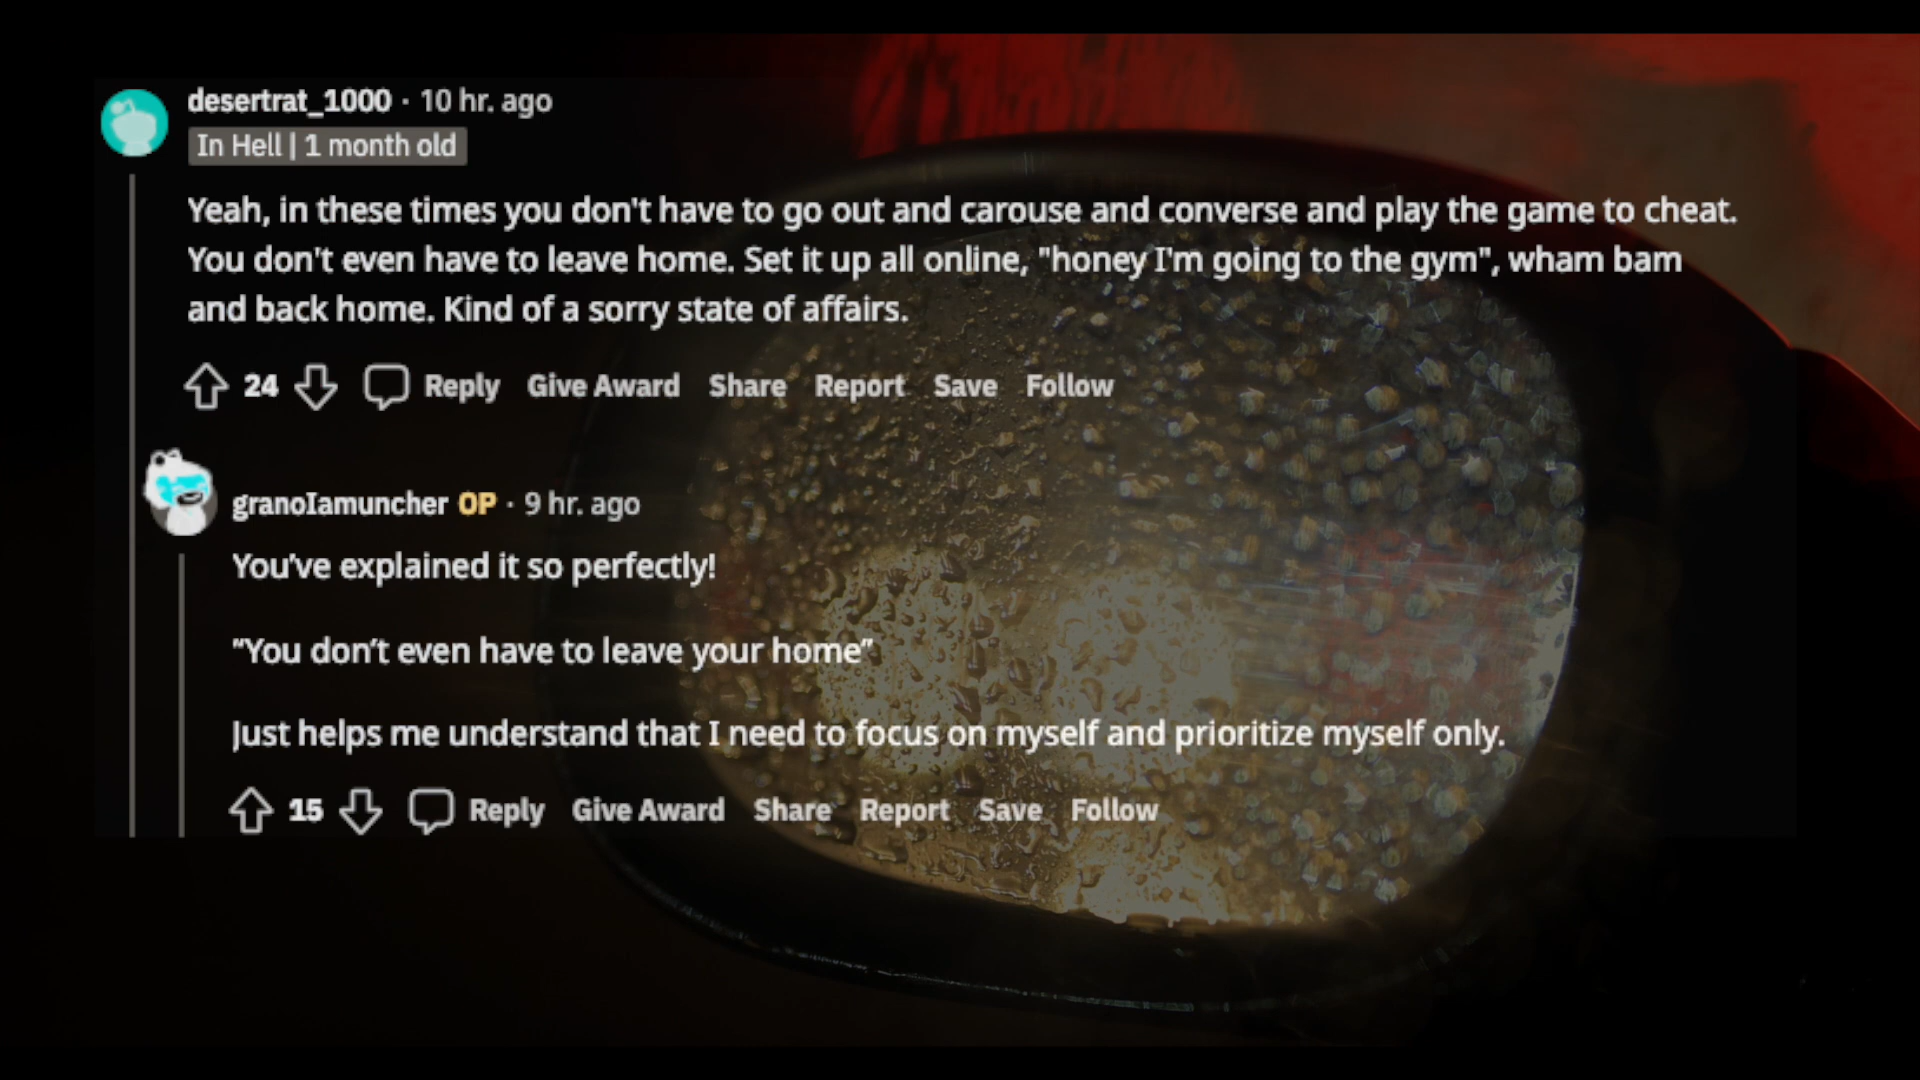 desertrat_1000 · 10 hr. ago
In Hell | 1 month old
Yeah, in these times you don't have to go out and carouse and converse and play the game to cheat.
You don't even have to leave home. Set it up all online, "honey I'm going to the gym", wham bam
and back home. Kind of a sorry state of affairs.
24 Reply Give Award Share Report Save Follow
granoIamuncher OP · 9 hr. ago
You’ve explained it so perfectly!
“You don’t even have to leave your home”
Just helps me understand that I need to focus on myself and prioritize myself only.
15 Reply Give Award Share Report Save Follow